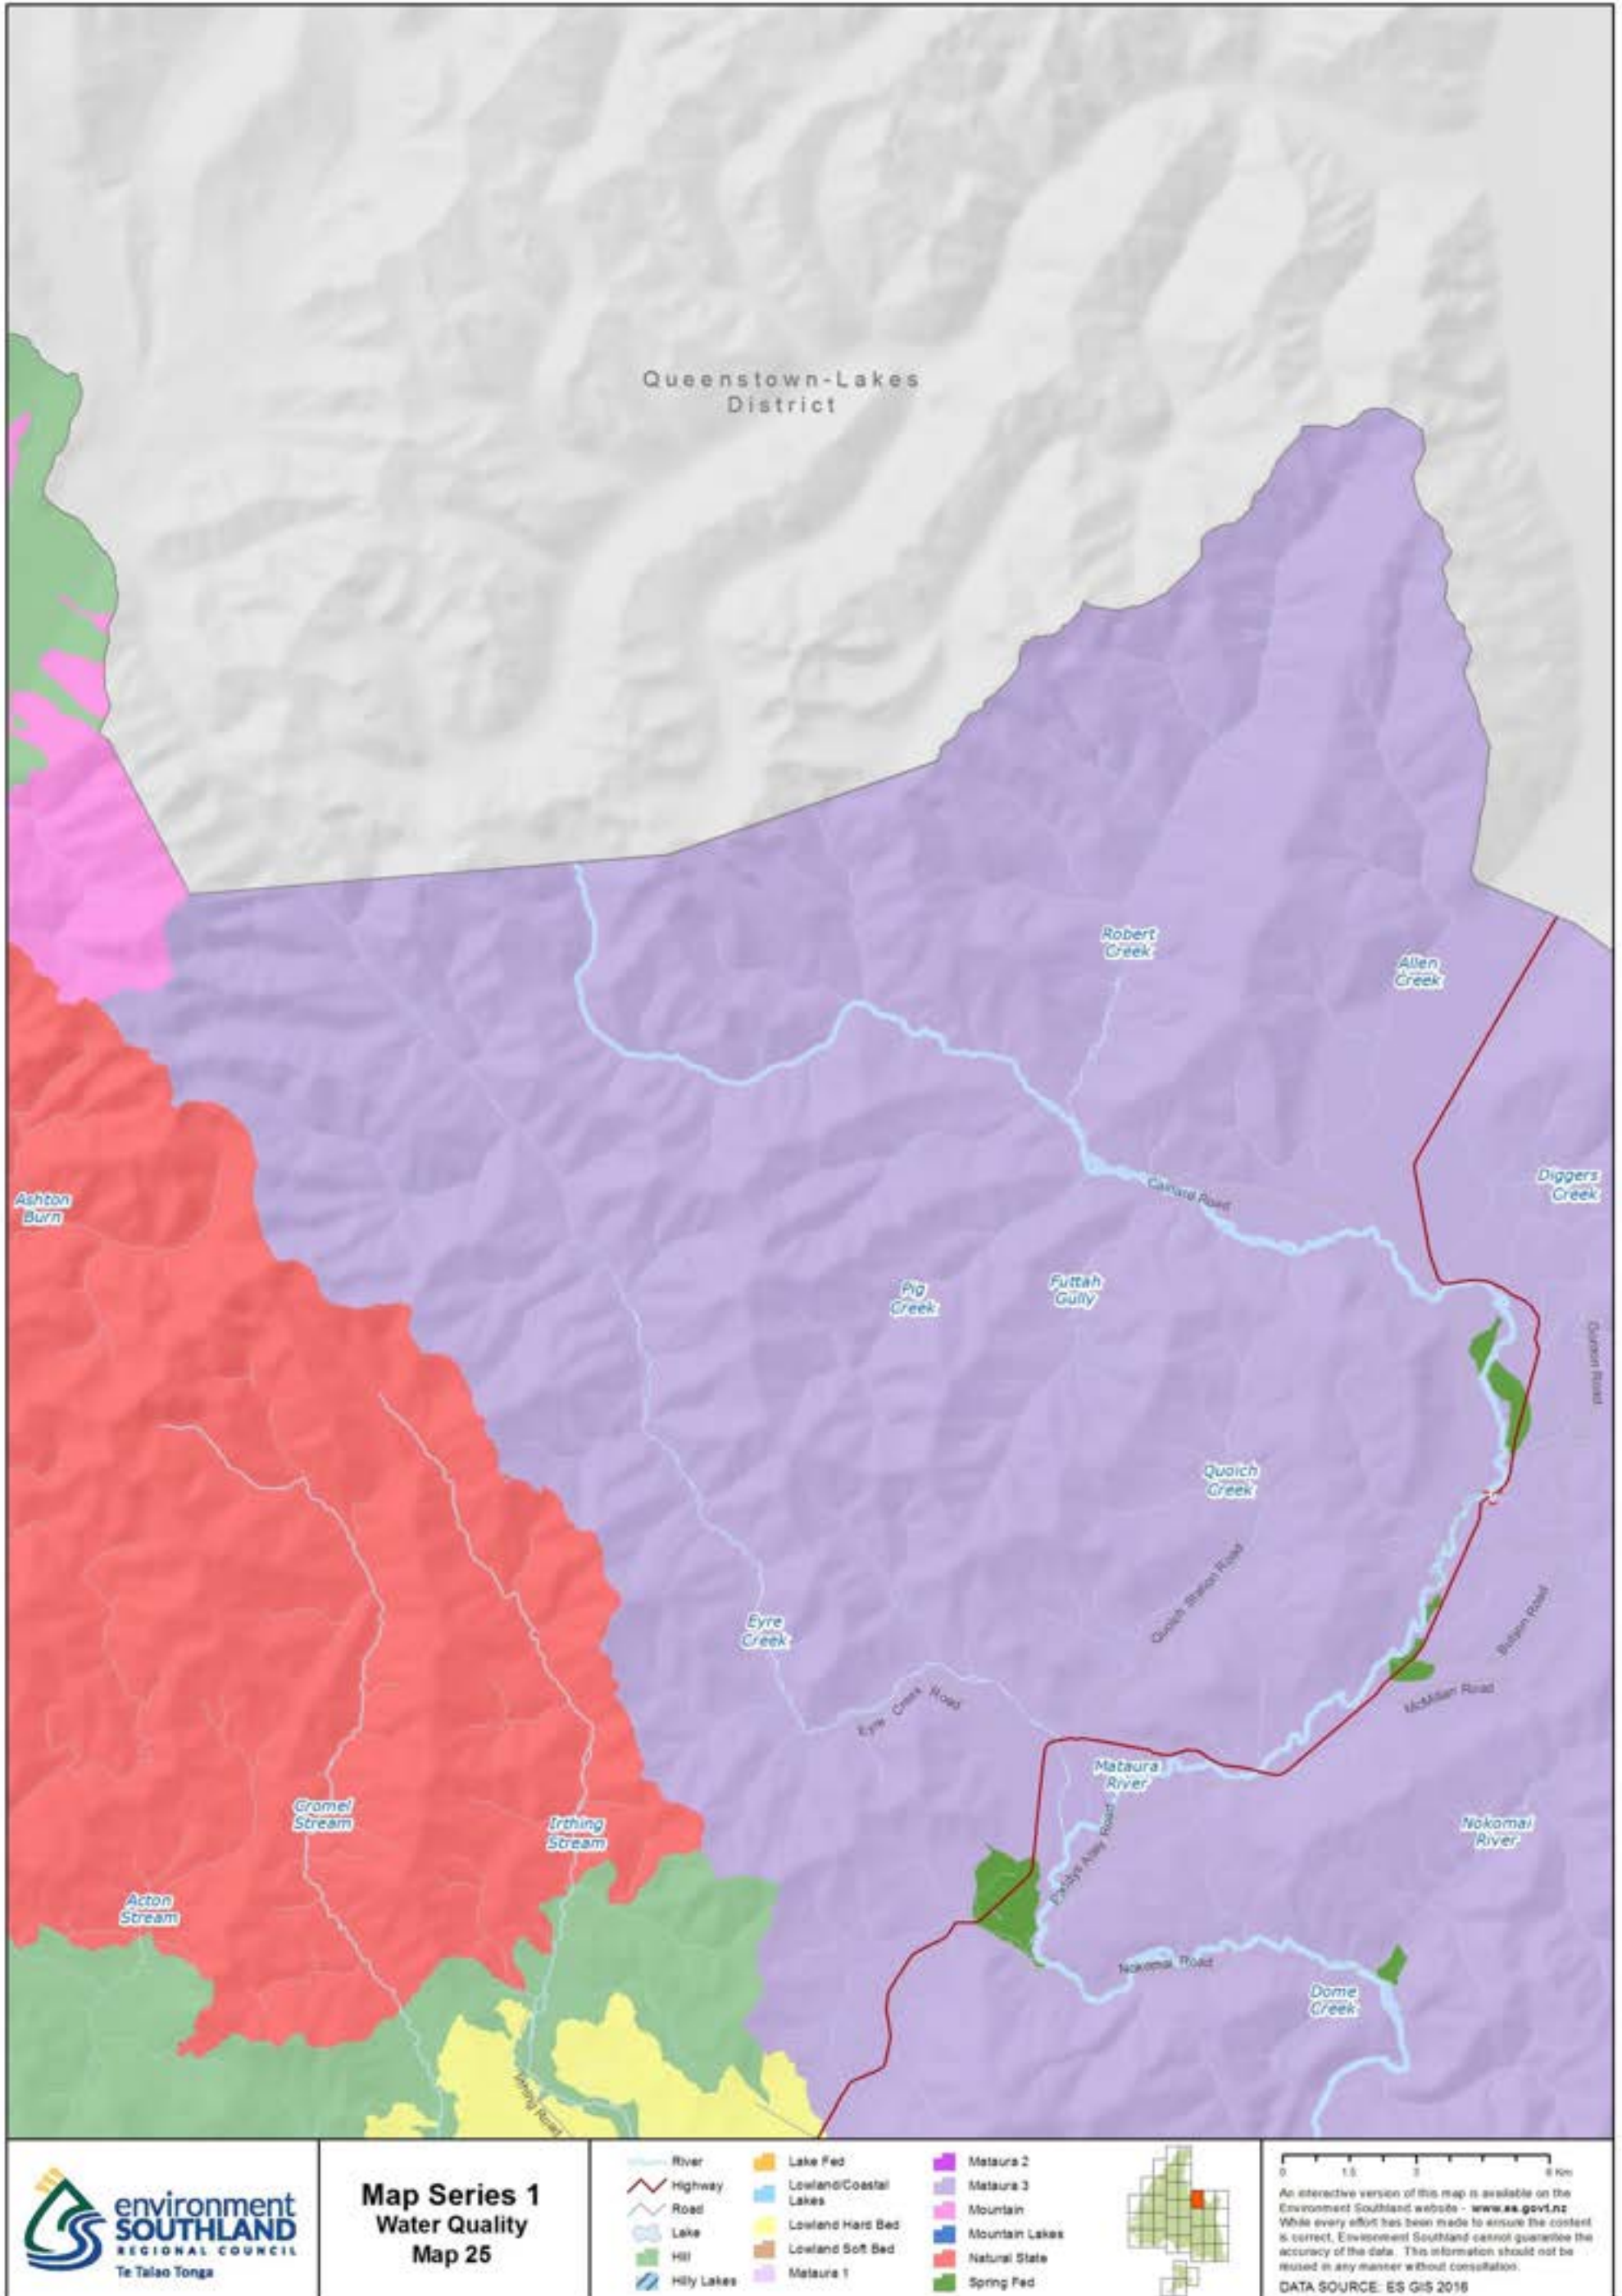 Queenstown-Lakes
District
Robert
Creek
Allen
Creek
Ashton
Burn
Diggers
Creek
Cainard Road
Pig
Creek
Futtah
Gully
Quoich
Creek
Quoich Station Road
Eyre
Creek
Eyre Creek Road
McMillan Road
Mataura
River
Nokomai
River
Cromel
Stream
Irthing
Stream
Acton
Stream
Nokomai Road
Dome
Creek
Irthing Road
environment
SOUTHLAND
REGIONAL COUNCIL
Te Taiao Tonga
Map Series 1
Water Quality
Map 25
River
Highway
Road
Lake
Hill
Hilly Lakes
Lake Fed
Lowland/Coastal
Lakes
Lowland Hard Bed
Lowland Soft Bed
Mataura 1
Mataura 2
Mataura 3
Mountain
Mountain Lakes
Natural State
Spring Fed
0 1.5 3 6 Km
An interactive version of this map is available on the
Environment Southland website - www.es.govt.nz
While every effort has been made to ensure the content
is correct, Environment Southland cannot guarantee the
accuracy of the data. This information should not be
reused in any manner without consultation.
DATA SOURCE: ES GIS 2016